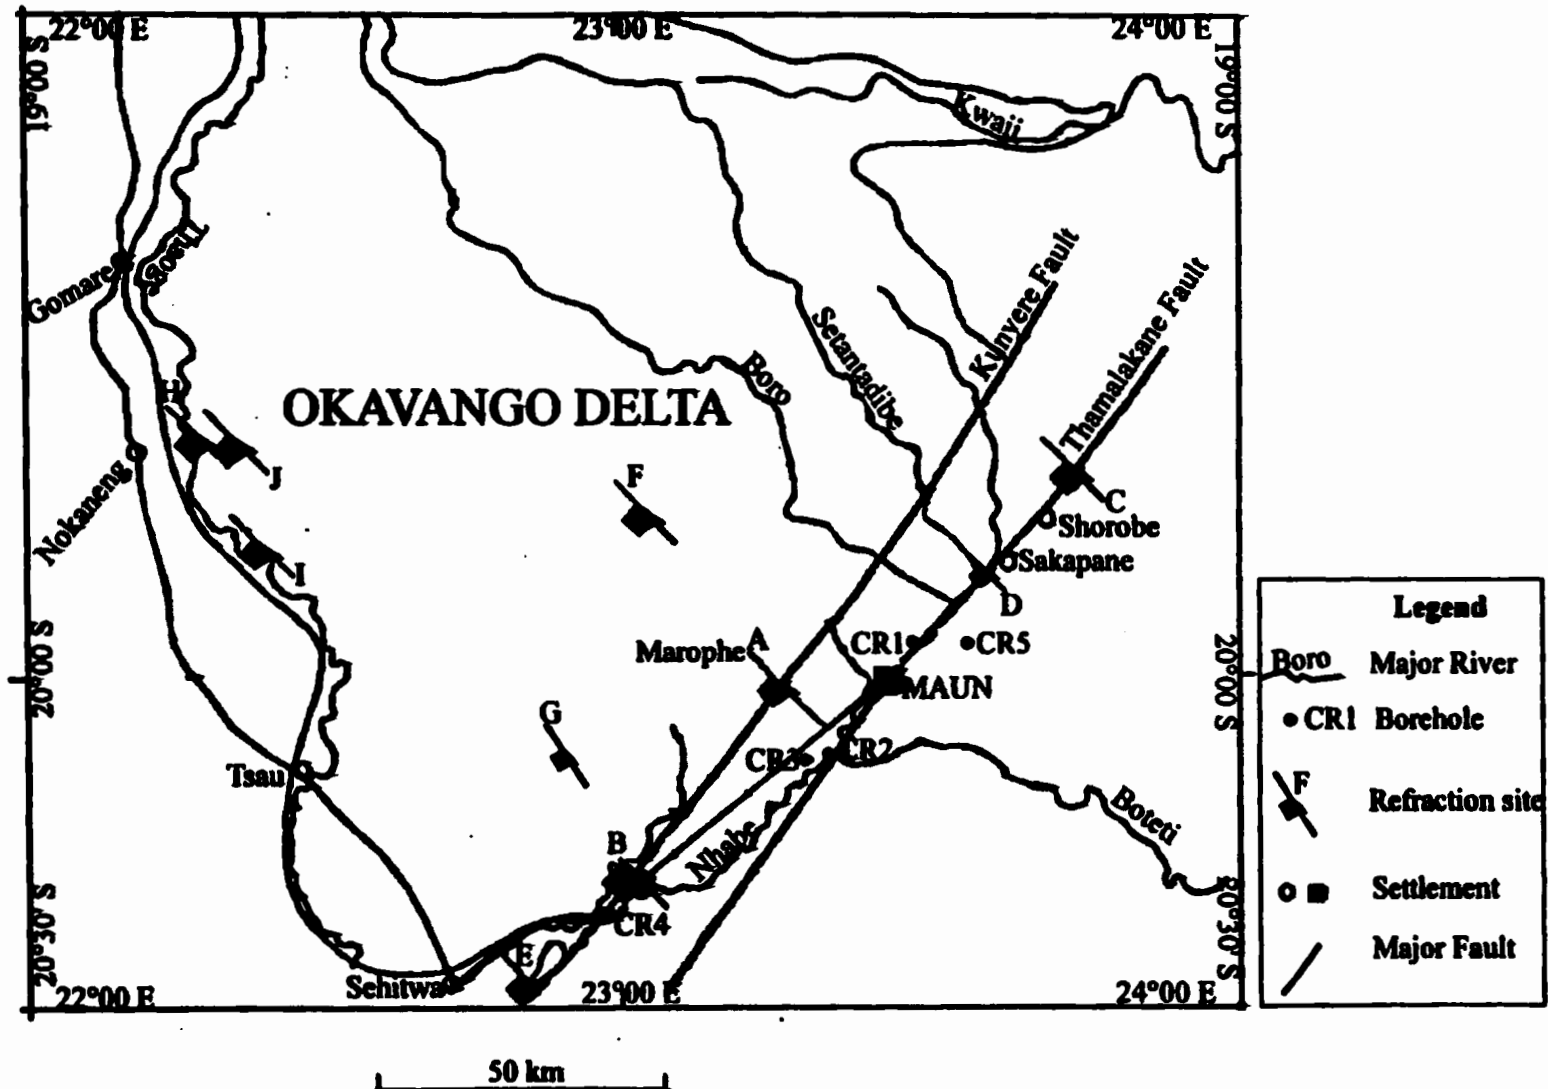 22°00 E
23°00 E
24°00 E
19°00 S
19°00 S
Kwaji
Thaoge
Gomare
Kunyere Fault
Thamalakane Fault
Setantadibe
Boro
H
OKAVANGO DELTA
J
F
C
Nokaneng
Shorobe
I
Sakapane
D
Marophe
A
CR1
CR5
20°00 S
20°00 S
MAUN
G
CR3
CR2
Tsau
Boteti
B
Nhabe
CR4
20°30' S
20°30' S
E
Sehitwa
22°00 E
23°00 E
24°00 E
50 km
Legend
Boro Major River
CR1 Borehole
F Refraction site
Settlement
Major Fault